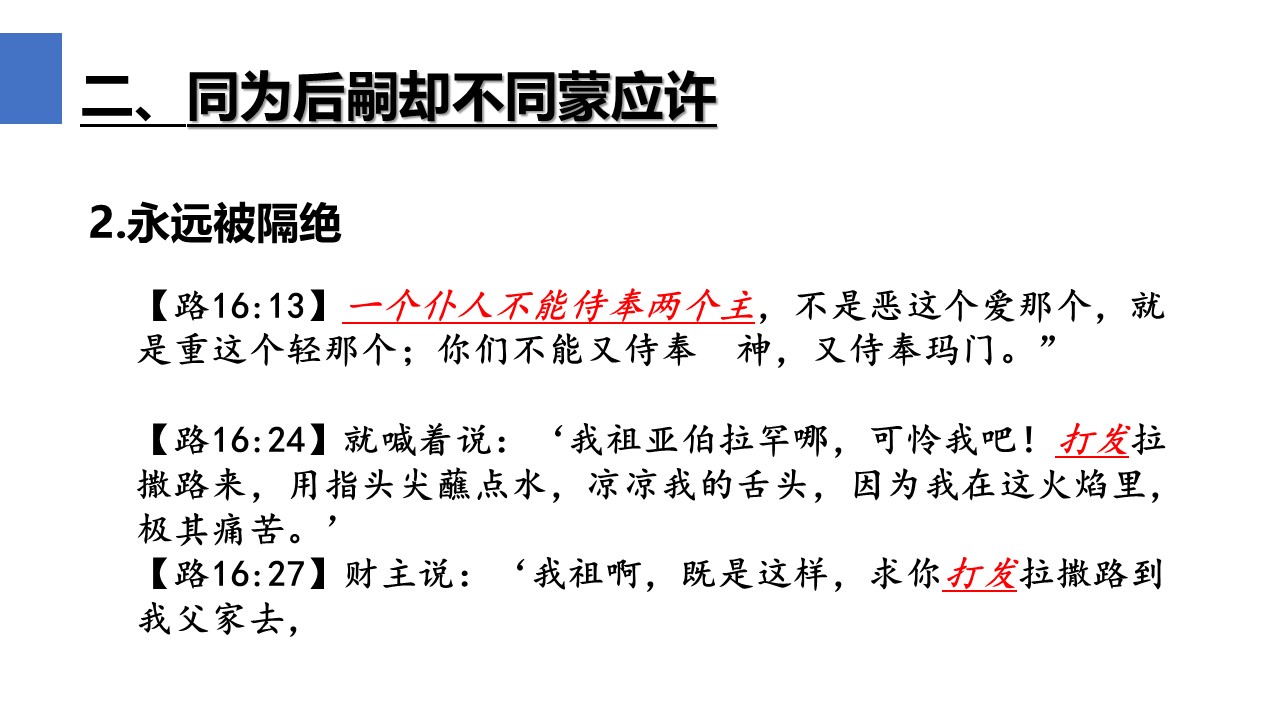 二、同为后嗣却不同蒙应许
2.永远被隔绝
【路16:13】一个仆人不能侍奉两个主，不是恶这个爱那个，就
是重这个轻那个；你们不能又侍奉　神，又侍奉玛门。”
【路16:24】就喊着说：‘我祖亚伯拉罕哪，可怜我吧！打发拉
撒路来，用指头尖蘸点水，凉凉我的舌头，因为我在这火焰里，
极其痛苦。’
【路16:27】财主说：‘我祖啊，既是这样，求你打发拉撒路到
我父家去，